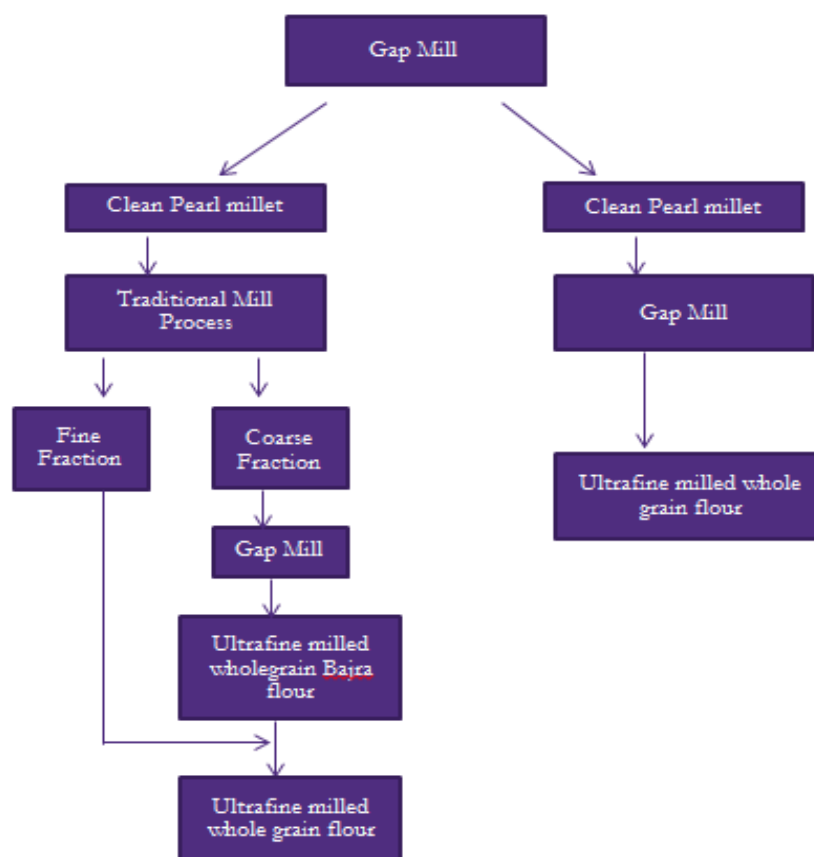 Gap Mill
Clean Pearl millet
Clean Pearl millet
Traditional Mill
Process
Gap Mill
Fine
Fraction
Coarse
Fraction
Ultrafine milled whole
grain flour
Gap Mill
Ultrafine milled
wholegrain Bajra
flour
Ultrafine milled
whole grain flour